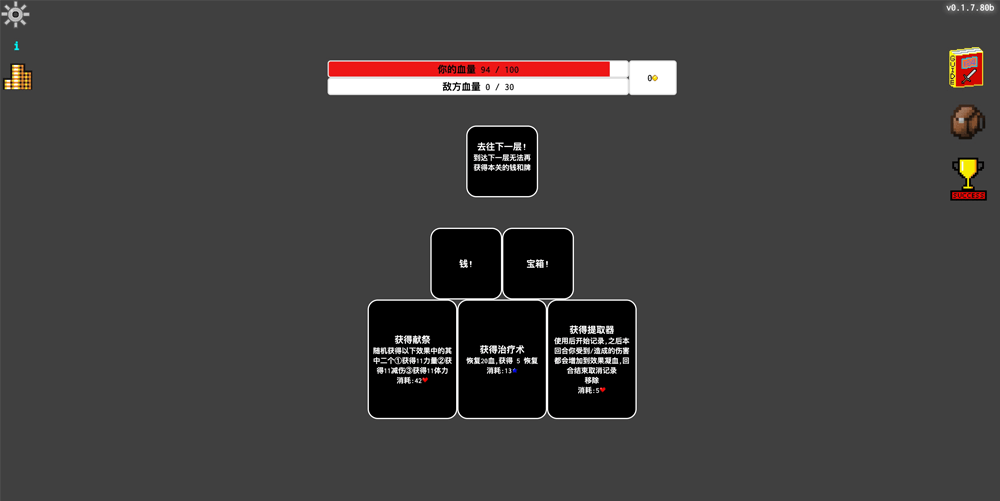 v0.1.7.80b
i
你的血量 94 / 100
敌方血量 0 / 30
0
GUIDE
去往下一层!
到达下一层无法再
获得本关的钱和牌
SUCCESS
钱!
宝箱!
获得献祭
随机获得以下效果中的其
中二个①获得11力量②获
得11减伤③获得11体力
消耗:42
获得治疗术
恢复20血,获得 5 恢复
消耗:13
获得提取器
使用后开始记录,之后本
回合你受到/造成的伤害
都会增加到效果凝血,回
合结束取消记录
移除
消耗:5